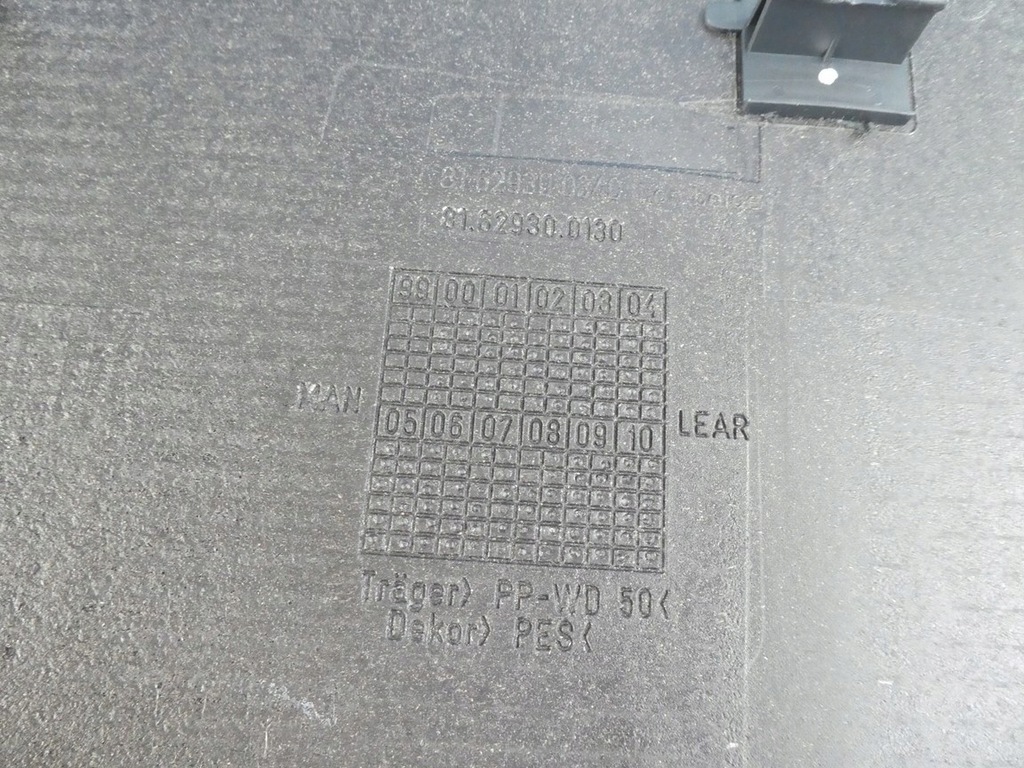 81.62930.0130
99 00 01 02 03 04
MAN
05 06 07 08 09 10
LEAR
Träger> PP-WD 50<
Dekor> PES<